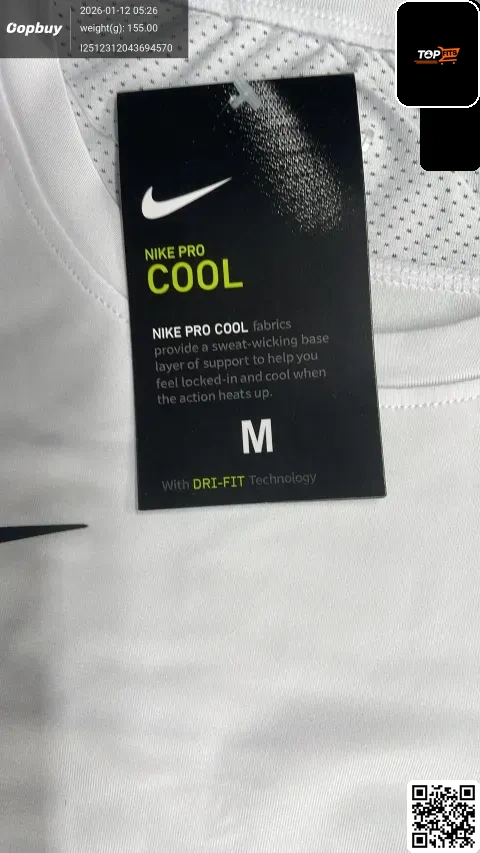 Oopbuy
2026-01-12 05:26
weight(g): 155.00
I2512312043694570
TOP FITS
NIKE PRO
COOL
NIKE PRO COOL fabrics
provide a sweat-wicking base
layer of support to help you
feel locked-in and cool when
the action heats up.
M
With DRI-FIT Technology